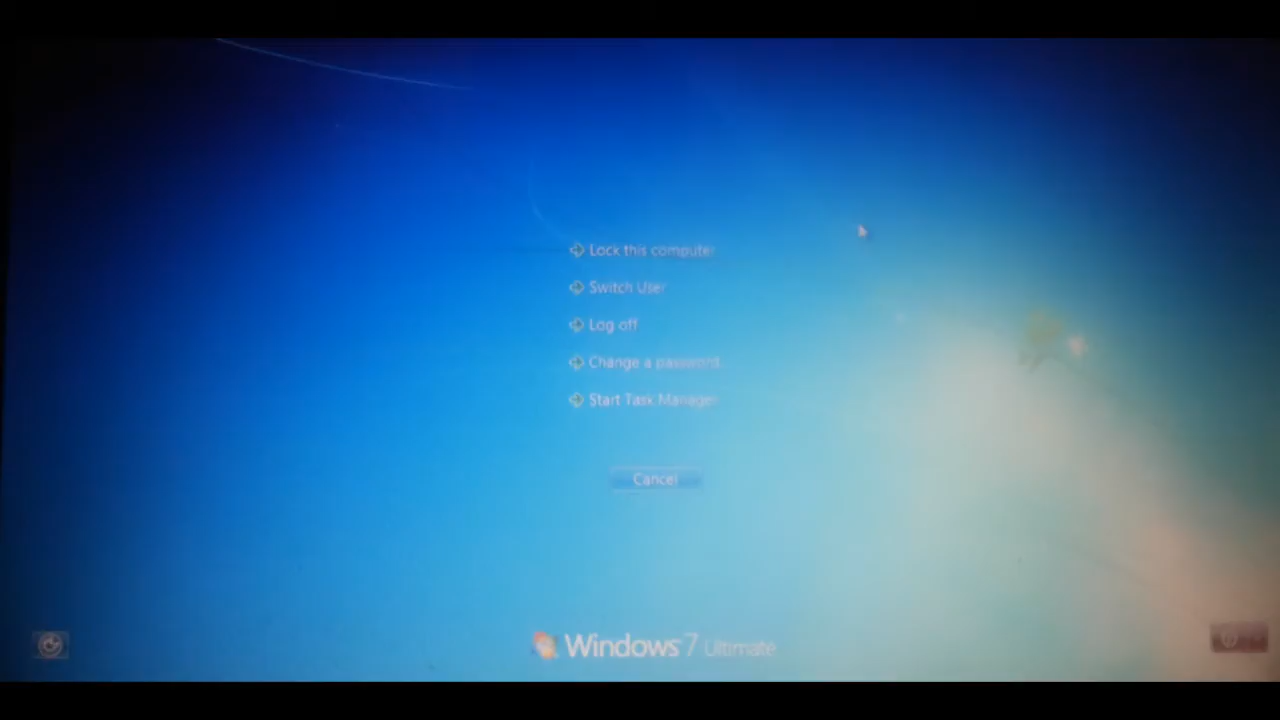 Lock this computer
Switch User
Log off
Change a password
Start Task Manager
Cancel
Windows 7 Ultimate